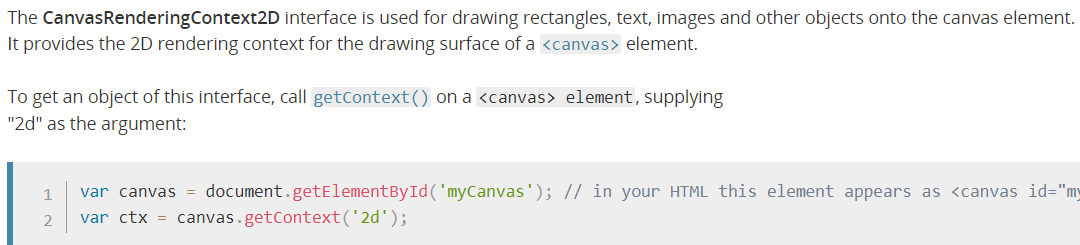 The CanvasRenderingContext2D interface is used for drawing rectangles, text, images and other objects onto the canvas element.
It provides the 2D rendering context for the drawing surface of a <canvas> element.
To get an object of this interface, call getContext() on a <canvas> element, supplying
"2d" as the argument:
1 var canvas = document.getElementById('myCanvas'); // in your HTML this element appears as <canvas id="my
2 var ctx = canvas.getContext('2d');